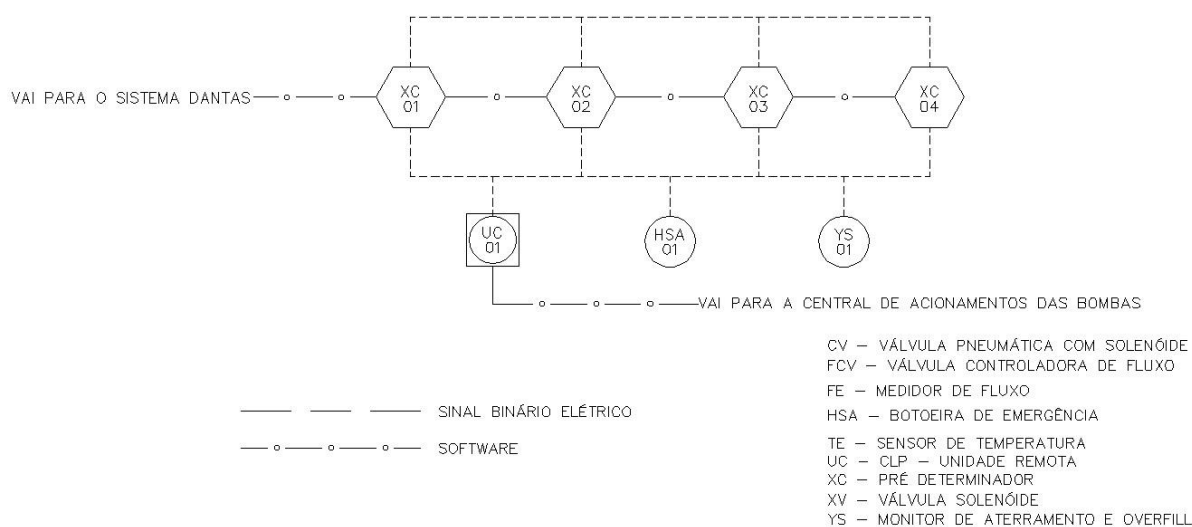 VAI PARA O SISTEMA DANTAS
XC
01
XC
02
XC
03
XC
04
UC
01
HSA
01
YS
01
VAI PARA A CENTRAL DE ACIONAMENTOS DAS BOMBAS
CV – VÁLVULA PNEUMÁTICA COM SOLENÓIDE
FCV – VÁLVULA CONTROLADORA DE FLUXO
FE – MEDIDOR DE FLUXO
HSA – BOTOEIRA DE EMERGÊNCIA
TE – SENSOR DE TEMPERATURA
UC – CLP – UNIDADE REMOTA
XC – PRÉ DETERMINADOR
XV – VÁLVULA SOLENÓIDE
YS – MONITOR DE ATERRAMENTO E OVERFILL
SINAL BINÁRIO ELÉTRICO
SOFTWARE